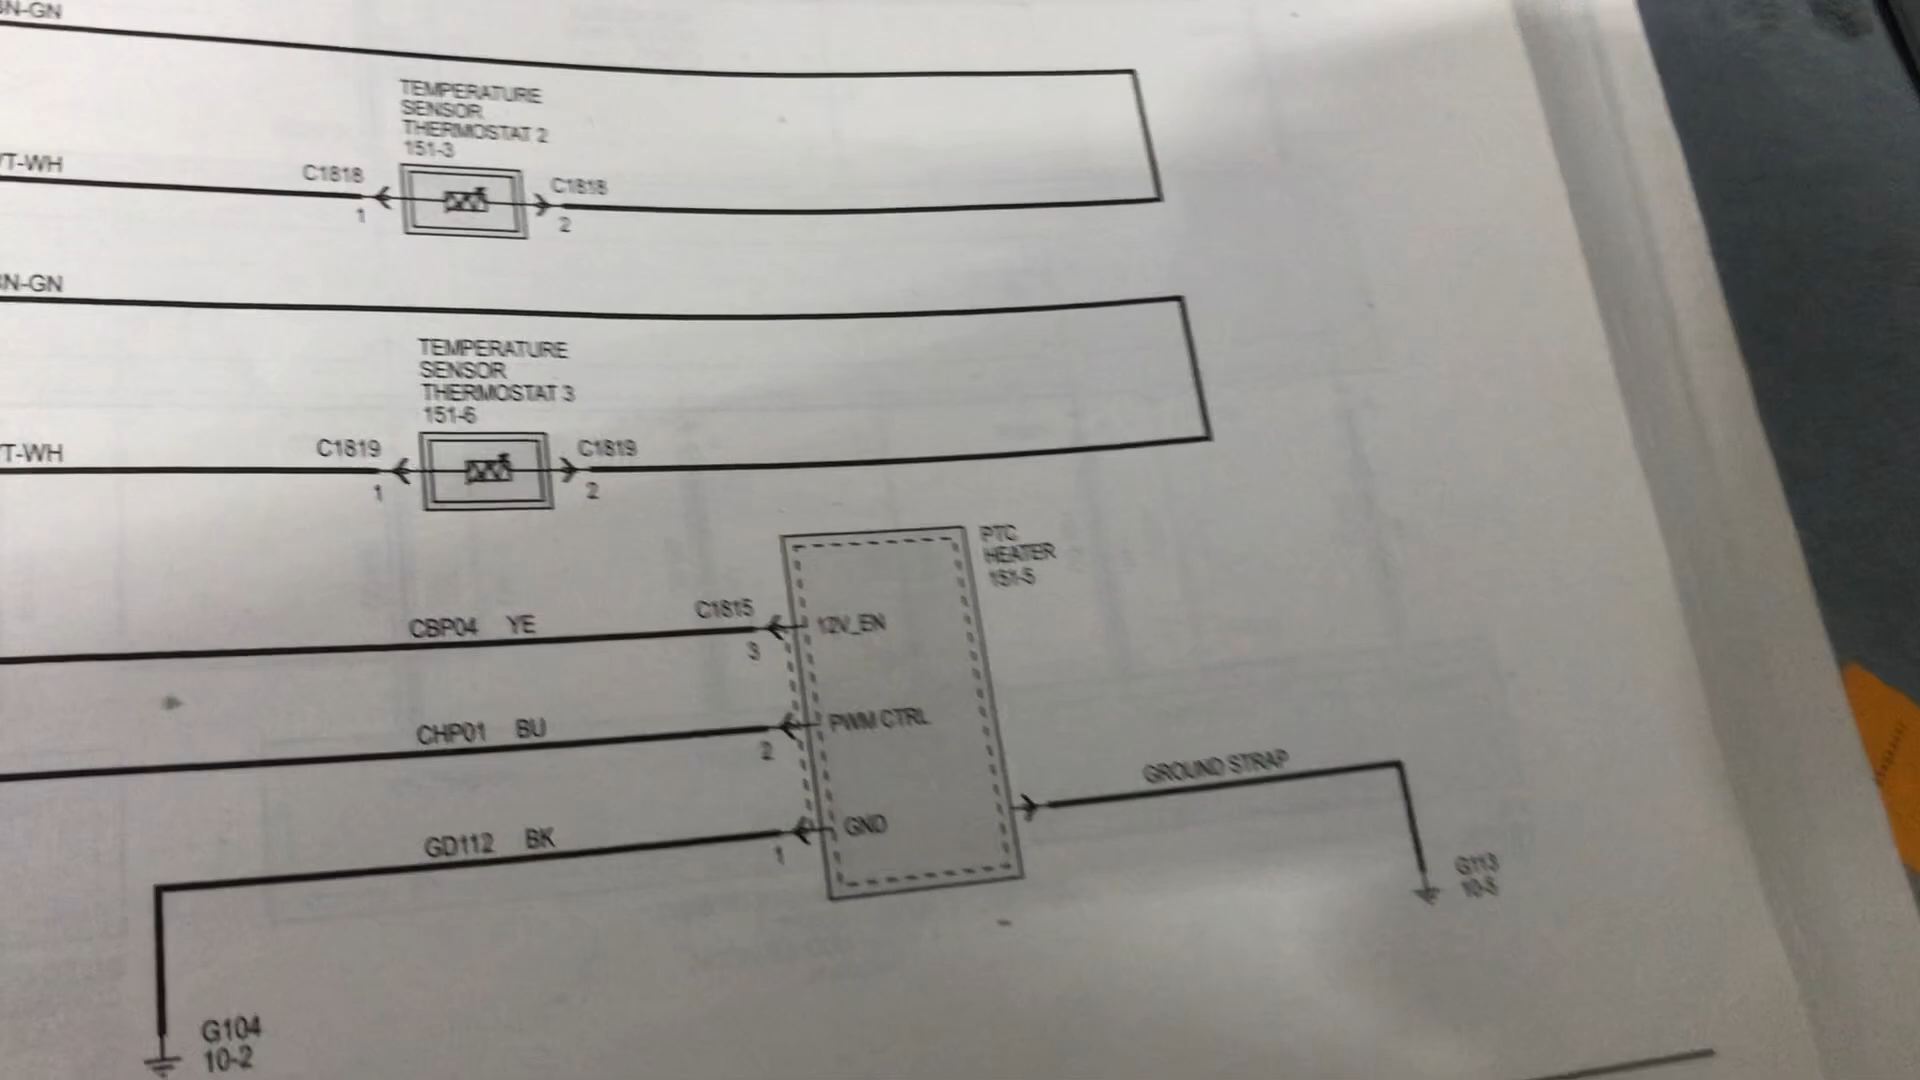 N-GN
TEMPERATURE
SENSOR
THERMOSTAT 2
151-3
T-WH
C1818
C1818
1
2
N-GN
TEMPERATURE
SENSOR
THERMOSTAT 3
151-6
T-WH
C1819
C1819
1
2
PTC
HEATER
151-5
CBP04 YE
C1815
12V_EN
3
CHP01 BU
PWM CTRL
2
GROUND STRAP
GD112 BK
GND
1
G113
10-5
G104
10-2